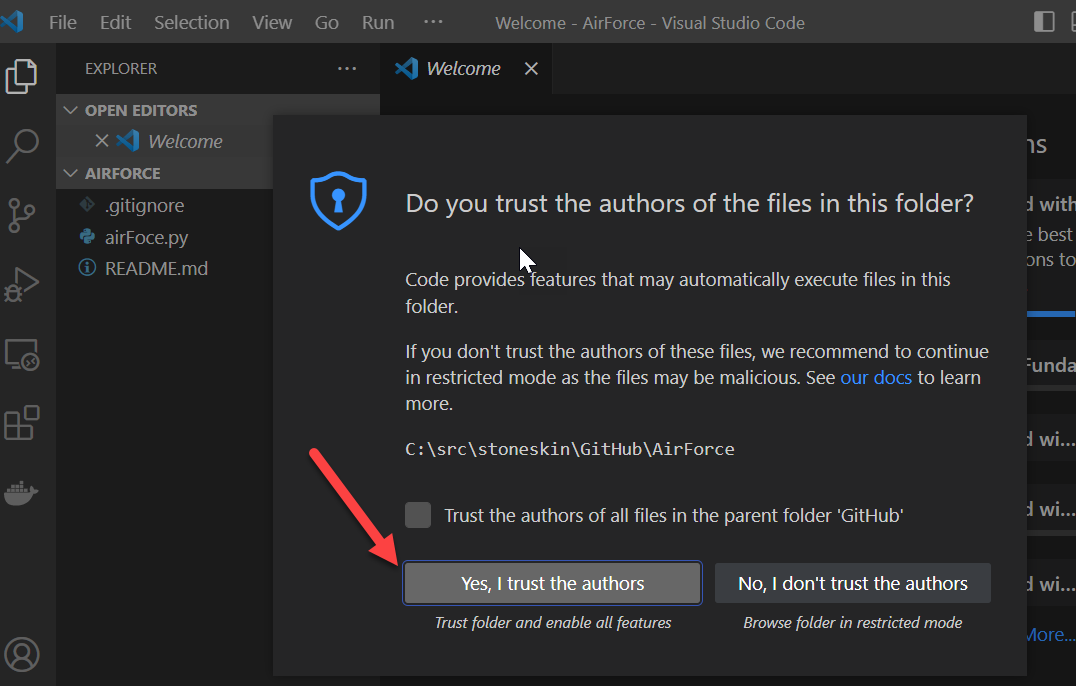 File Edit Selection View Go Run ··· Welcome - AirForce - Visual Studio Code
EXPLORER ···
Welcome
OPEN EDITORS
Welcome
AIRFORCE
.gitignore
airFoce.py
README.md
Do you trust the authors of the files in this folder?
Code provides features that may automatically execute files in this
folder.
If you don't trust the authors of these files, we recommend to continue
in restricted mode as the files may be malicious. See our docs to learn
more.
C:\src\stoneskin\GitHub\AirForce
Trust the authors of all files in the parent folder 'GitHub'
Yes, I trust the authors
No, I don't trust the authors
Trust folder and enable all features
Browse folder in restricted mode
ns
d with
e best
ons to
Funda
d wi...
d wi...
d wi...
More...